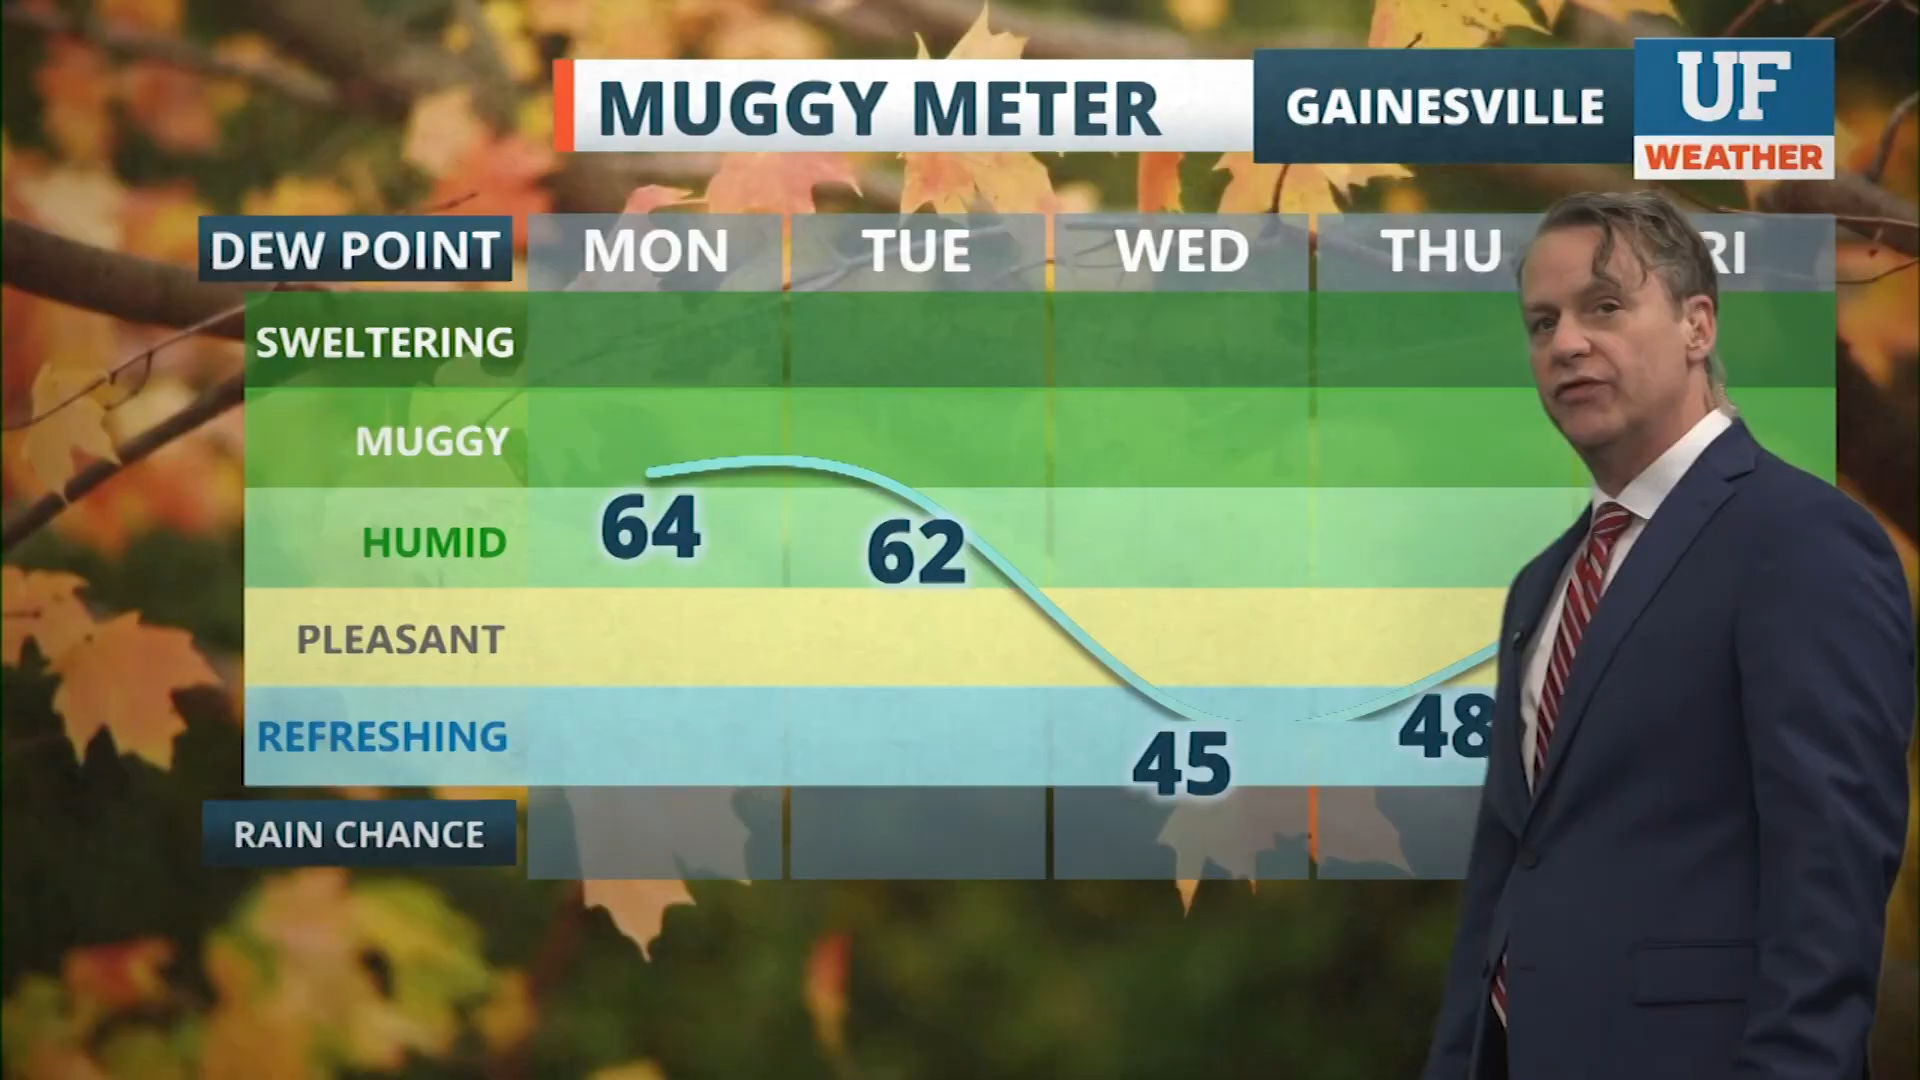 MUGGY METER
GAINESVILLE
UF
WEATHER
DEW POINT
MON
TUE
WED
THU
RI
SWELTERING
MUGGY
HUMID
PLEASANT
REFRESHING
64
62
45
48
RAIN CHANCE